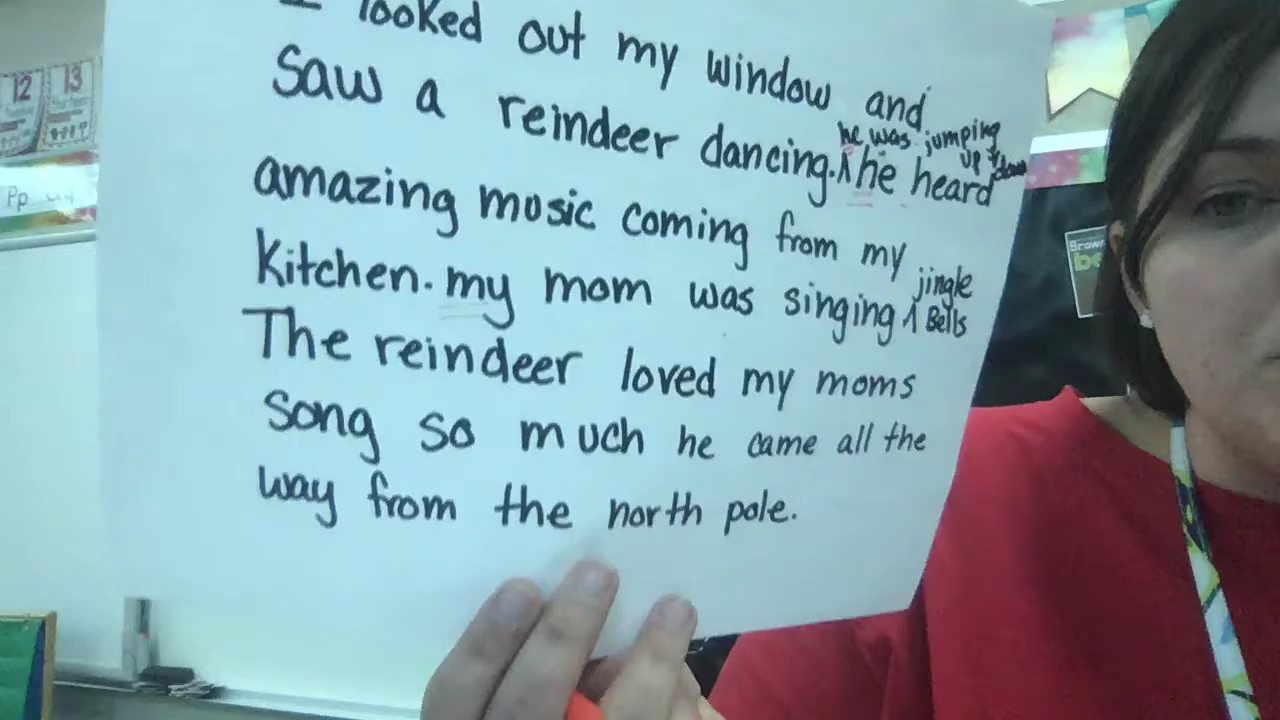 I looked out my window and
saw a reindeer dancing. he was jumping up & down he heard
amazing music coming from my
kitchen. my mom was singing jingle Bells
The reindeer loved my moms
song so much he came all the
way from the north pole.
12
13
Pp
Brown